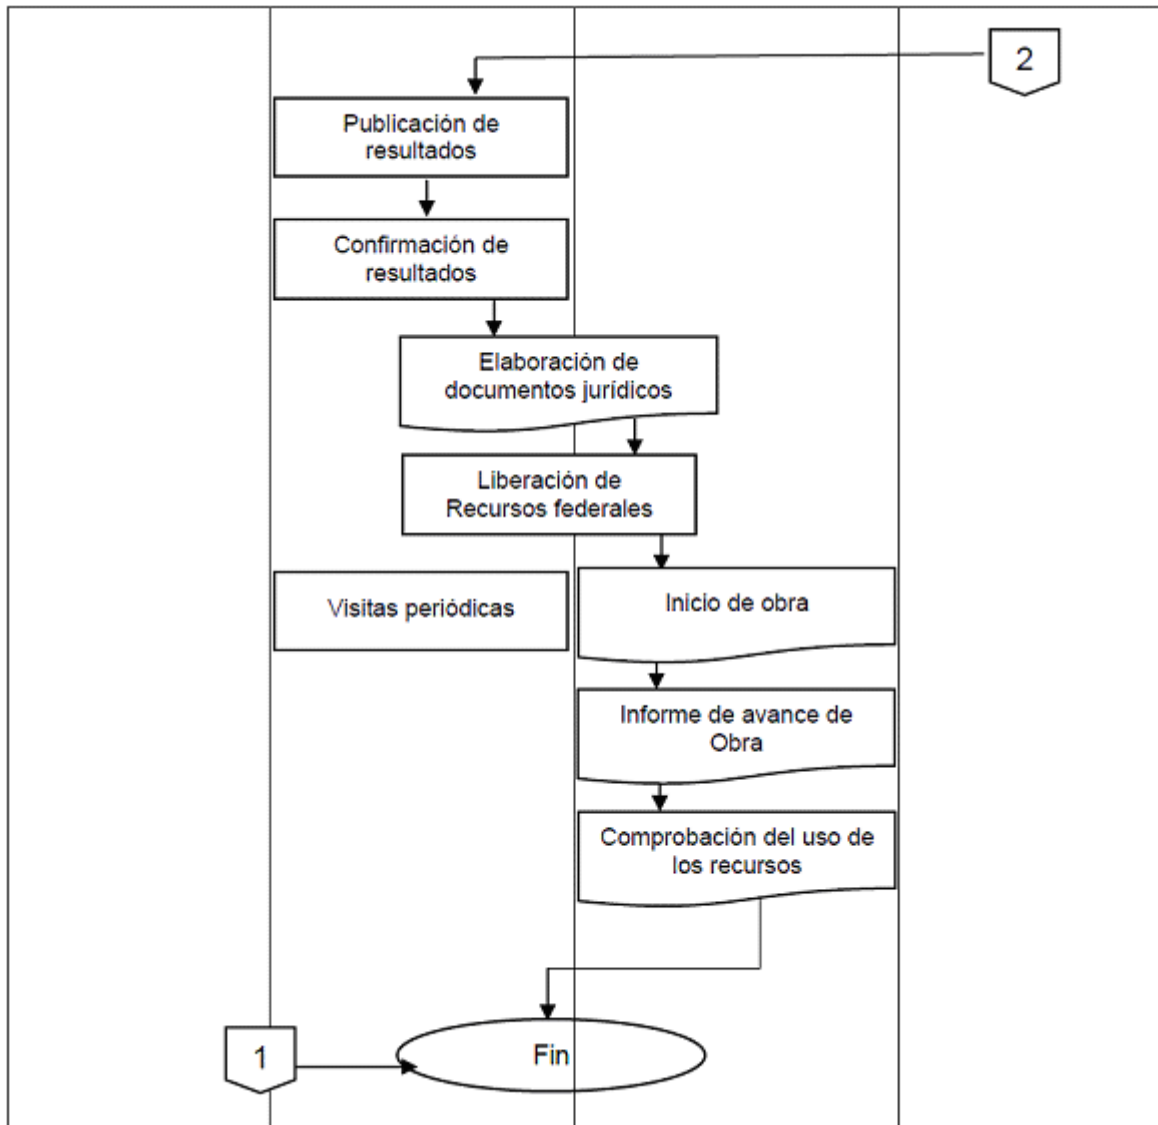 2
Publicación de
resultados
Confirmación de
resultados
Elaboración de
documentos jurídicos
Liberación de
Recursos federales
Visitas periódicas
Inicio de obra
Informe de avance de
Obra
Comprobación del uso de
los recursos
1
Fin